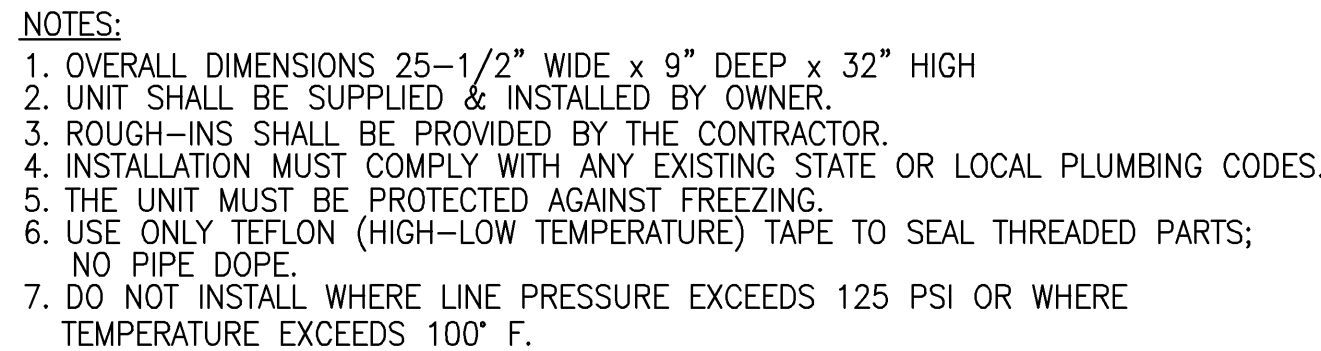 NOTES:
1. OVERALL DIMENSIONS 25-1/2" WIDE x 9" DEEP x 32" HIGH
2. UNIT SHALL BE SUPPLIED & INSTALLED BY OWNER.
3. ROUGH-INS SHALL BE PROVIDED BY THE CONTRACTOR.
4. INSTALLATION MUST COMPLY WITH ANY EXISTING STATE OR LOCAL PLUMBING CODES.
5. THE UNIT MUST BE PROTECTED AGAINST FREEZING.
6. USE ONLY TEFLON (HIGH-LOW TEMPERATURE) TAPE TO SEAL THREADED PARTS;
NO PIPE DOPE.
7. DO NOT INSTALL WHERE LINE PRESSURE EXCEEDS 125 PSI OR WHERE
TEMPERATURE EXCEEDS 100° F.